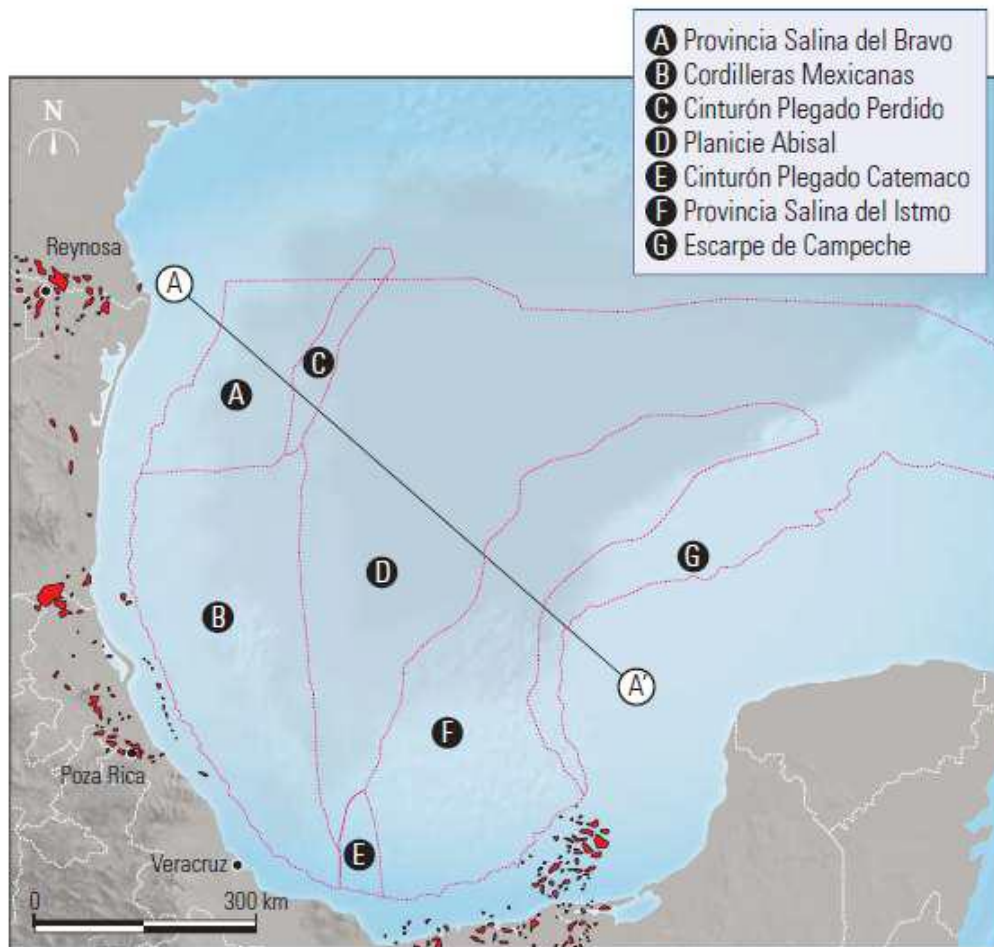 A Provincia Salina del Bravo
B Cordilleras Mexicanas
C Cinturón Plegado Perdido
D Planicie Abisal
E Cinturón Plegado Catemaco
F Provincia Salina del Istmo
G Escarpe de Campeche
N
Reynosa
A
C
A
G
D
B
A'
F
Poza Rica
E
Veracruz
0 300 km